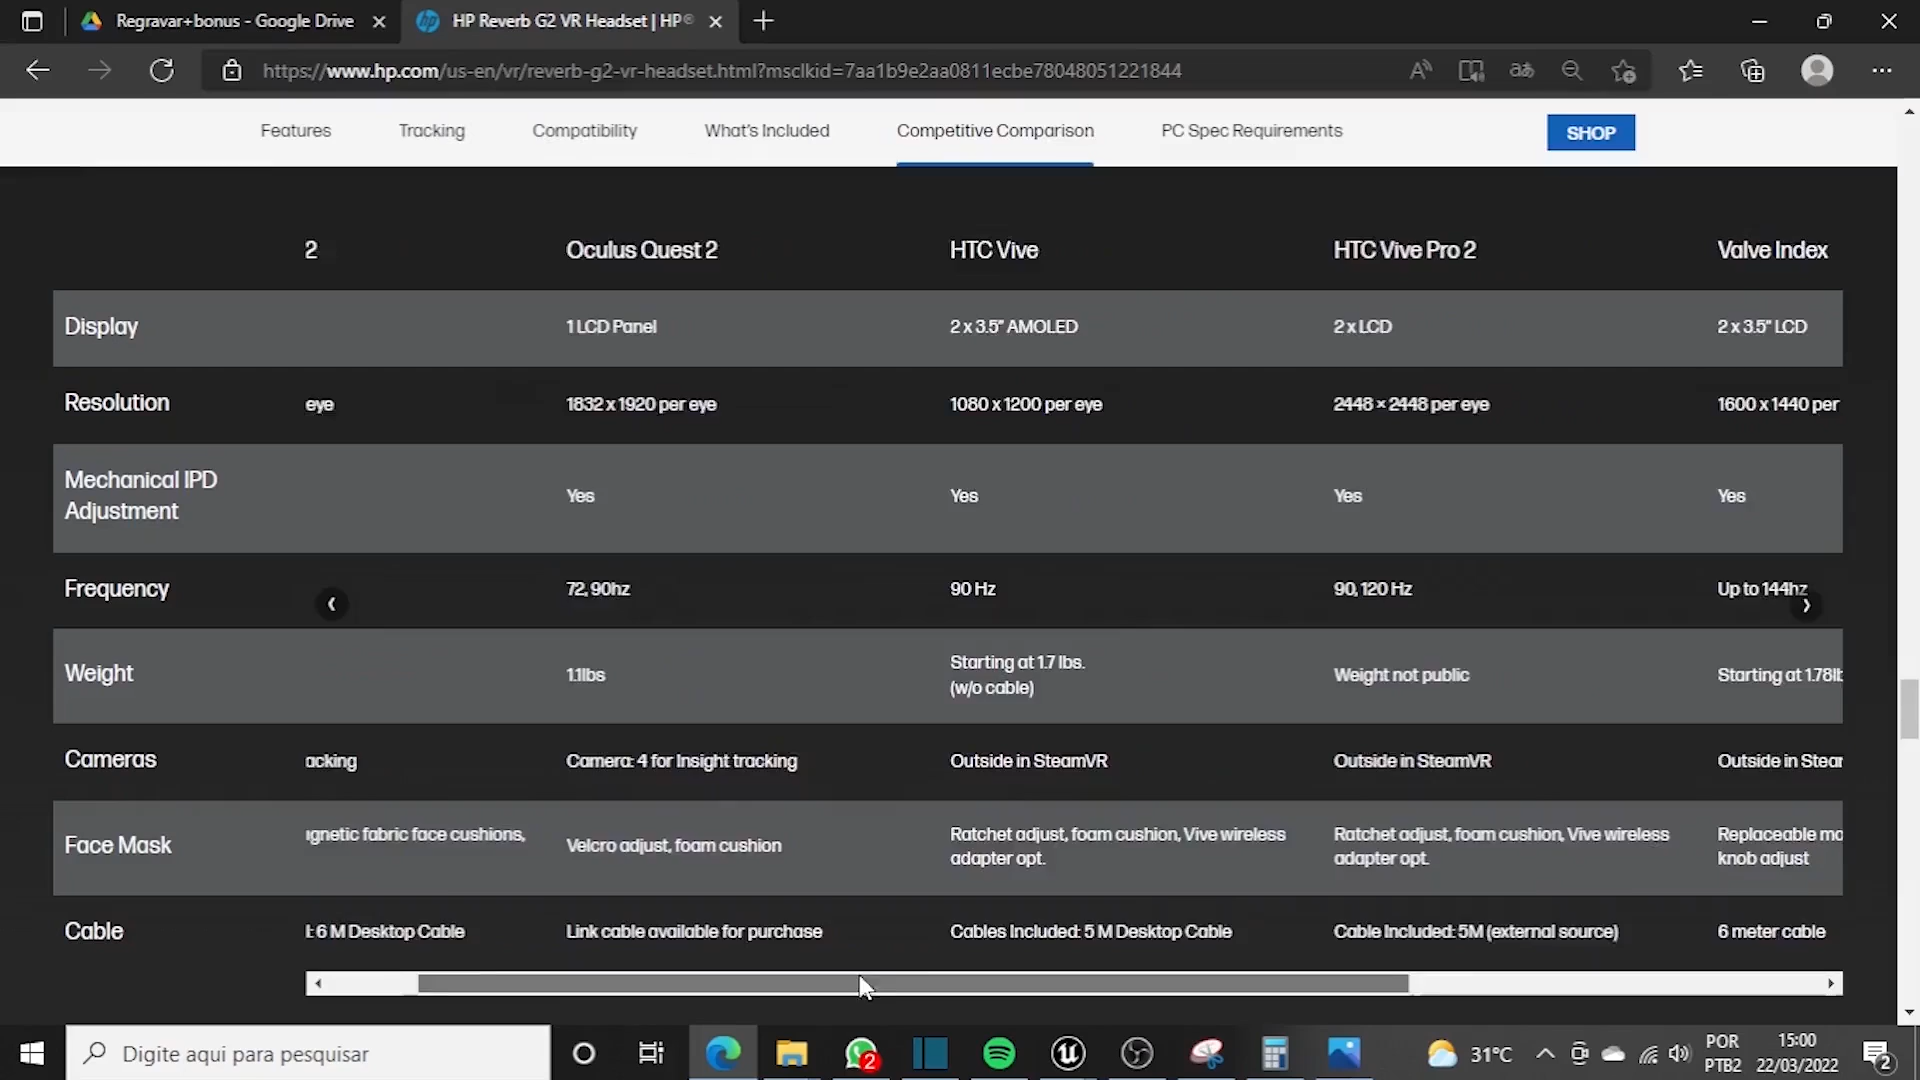 Regravar+bonus - Google Drive
HP Reverb G2 VR Headset | HP®
https://www.hp.com/us-en/vr/reverb-g2-vr-headset.html?msclkid=7aa1b9e2aa0811ecbe78048051221844
Features Tracking Compatibility What's Included Competitive Comparison PC Spec Requirements SHOP
2 Oculus Quest 2 HTC Vive HTC Vive Pro 2 Valve Index
Display 1 LCD Panel 2 x 3.5" AMOLED 2 x LCD 2 x 3.5" LCD
Resolution eye 1832 x 1920 per eye 1080 x 1200 per eye 2448 × 2448 per eye 1600 x 1440 per
Mechanical IPD
Adjustment
Yes Yes Yes Yes
Frequency 72, 90hz 90 Hz 90, 120 Hz Up to 144hz
Weight 1.1lbs Starting at 1.7 lbs.
(w/o cable)
Weight not public Starting at 1.78lb
Cameras acking Camera: 4 for Insight tracking Outside in SteamVR Outside in SteamVR Outside in Stear
Face Mask gnetic fabric face cushions, Velcro adjust, foam cushion Ratchet adjust, foam cushion, Vive wireless
adapter opt.
Ratchet adjust, foam cushion, Vive wireless
adapter opt.
Replaceable mo
knob adjust
Cable : 6 M Desktop Cable Link cable available for purchase Cables Included: 5 M Desktop Cable Cable Included: 5M (external source) 6 meter cable
Digite aqui para pesquisar
2
31°C
POR
PTB2
15:00
22/03/2022
2